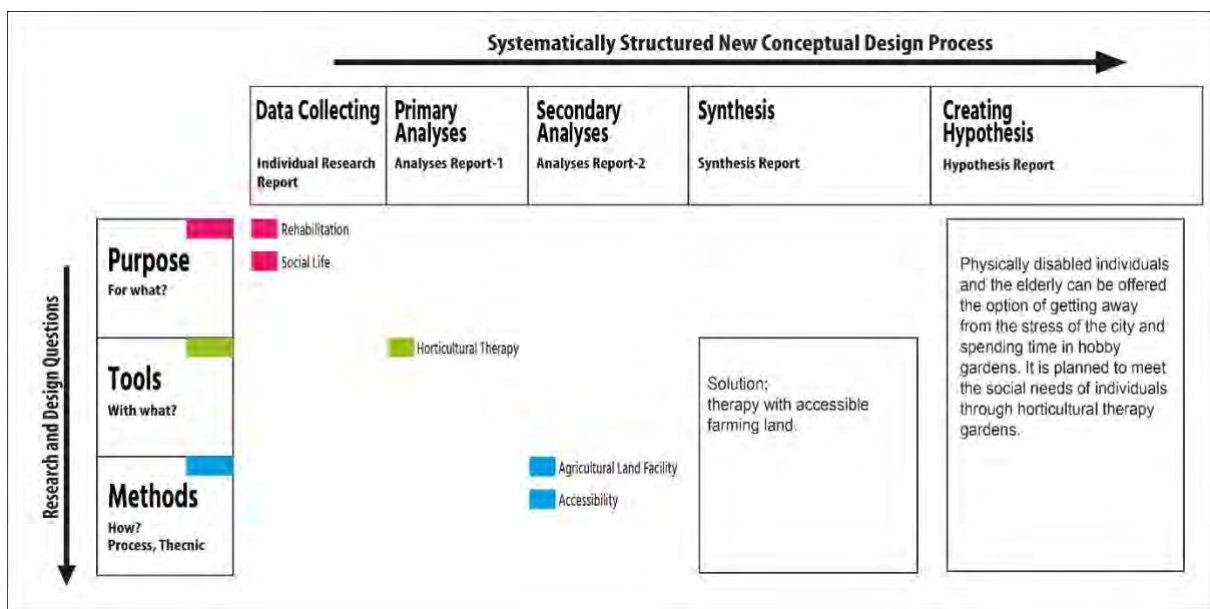 Systematically Structured New Conceptual Design Process
Data Collecting
Individual Research
Report
Primary
Analyses
Analyses Report-1
Secondary
Analyses
Analyses Report-2
Synthesis
Synthesis Report
Creating
Hypothesis
Hypothesis Report
Research and Design Questions
Purpose
For what?
Rehabilitation
Social Life
Tools
With what?
Horticultural Therapy
Methods
How?
Process, Thecnic
Agricultural Land Facility
Accessibility
Solution;
therapy with accessible
farming land.
Physically disabled individuals
and the elderly can be offered
the option of getting away
from the stress of the city and
spending time in hobby
gardens. It is planned to meet
the social needs of individuals
through horticultural therapy
gardens.